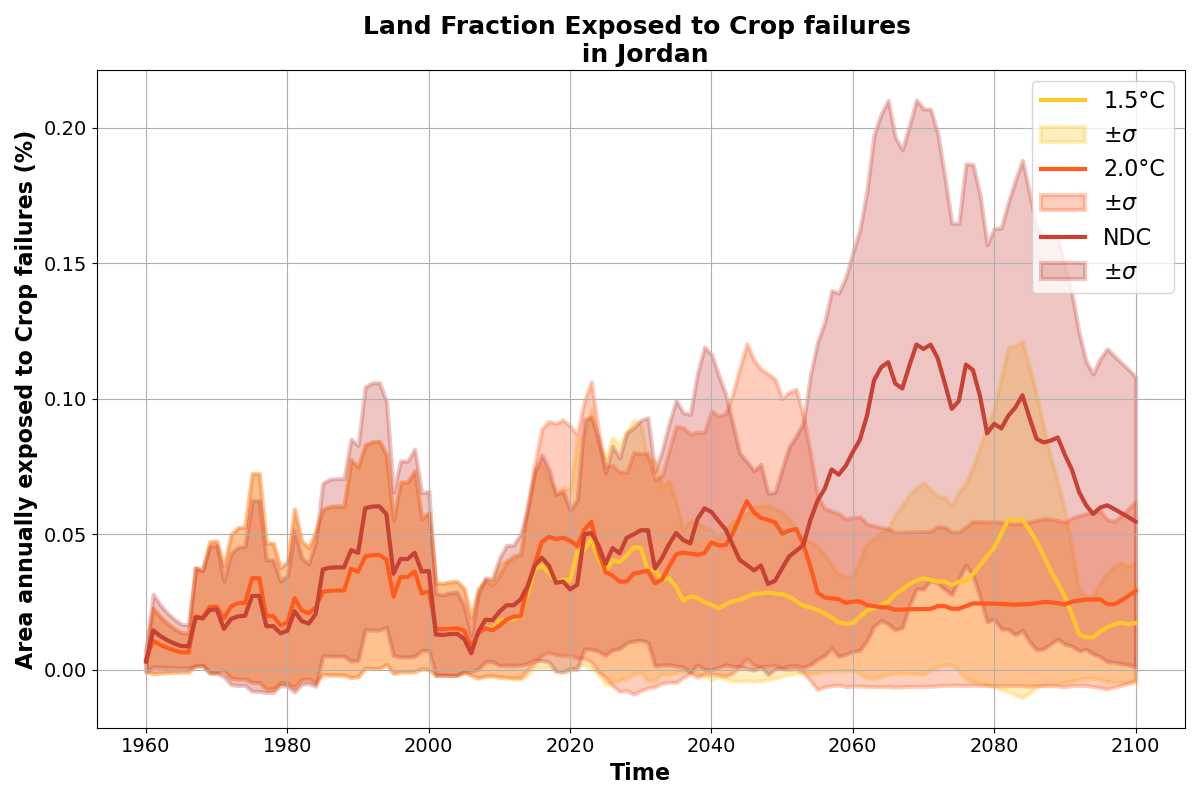 Land Fraction Exposed to Crop failures
in Jordan
Area annually exposed to Crop failures (%)
0.20
0.15
0.10
0.05
0.00
1.5°C
±σ
2.0°C
±σ
NDC
±σ
1960
1980
2000
2020
2040
2060
2080
2100
Time